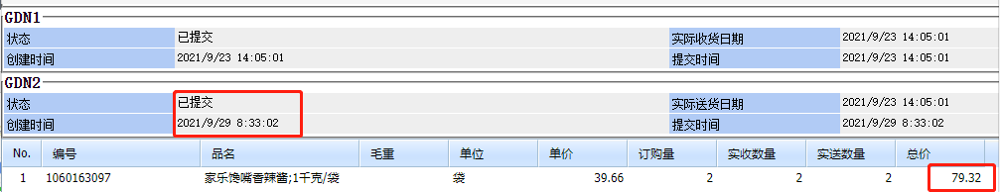 GDN1
状态 已提交 实际收货日期 2021/9/23 14:05:01
创建时间 2021/9/23 14:05:01 提交时间 2021/9/23 14:05:01
GDN2
状态 已提交 实际送货日期 2021/9/23 14:05:01
创建时间 2021/9/29 8:33:02 提交时间 2021/9/29 8:33:02
No. 编号 品名 毛重 单位 单价 订购量 实收数量 实送数量 总价
1 1060163097 家乐馋嘴香辣酱;1千克/袋 袋 39.66 2 2 2 79.32